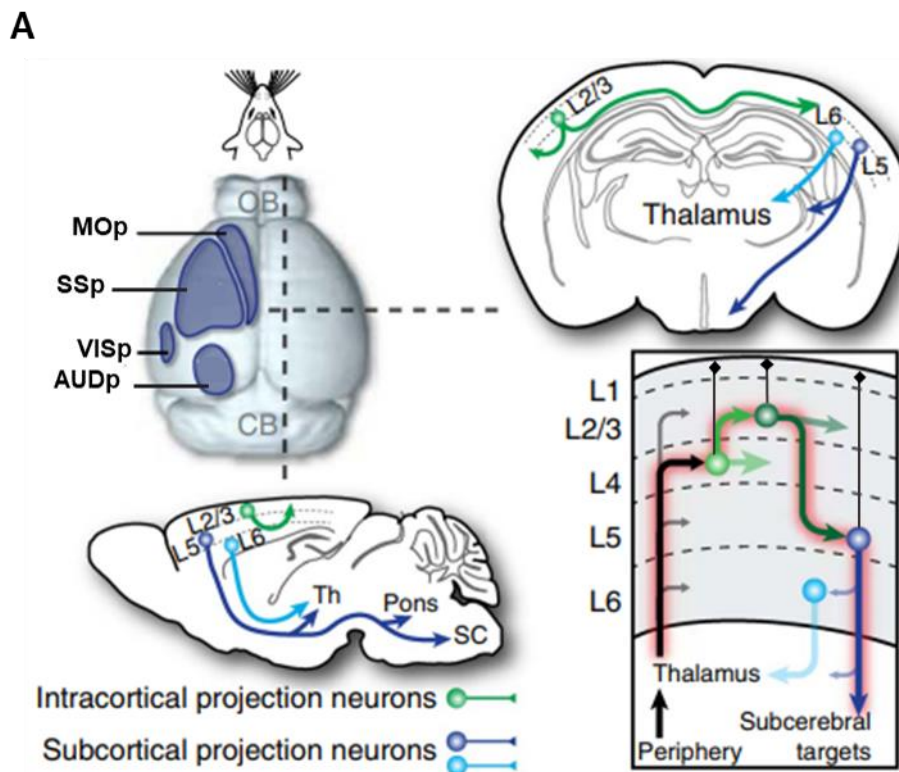 A
OB
MOp
SSp
VISp
AUDp
CB
L2/3
L6
L5
Thalamus
L1
L2/3
L4
L5
L6
Thalamus
Subcerebral
targets
Periphery
L2/3
L5
L6
Th
Pons
SC
Intracortical projection neurons
Subcortical projection neurons